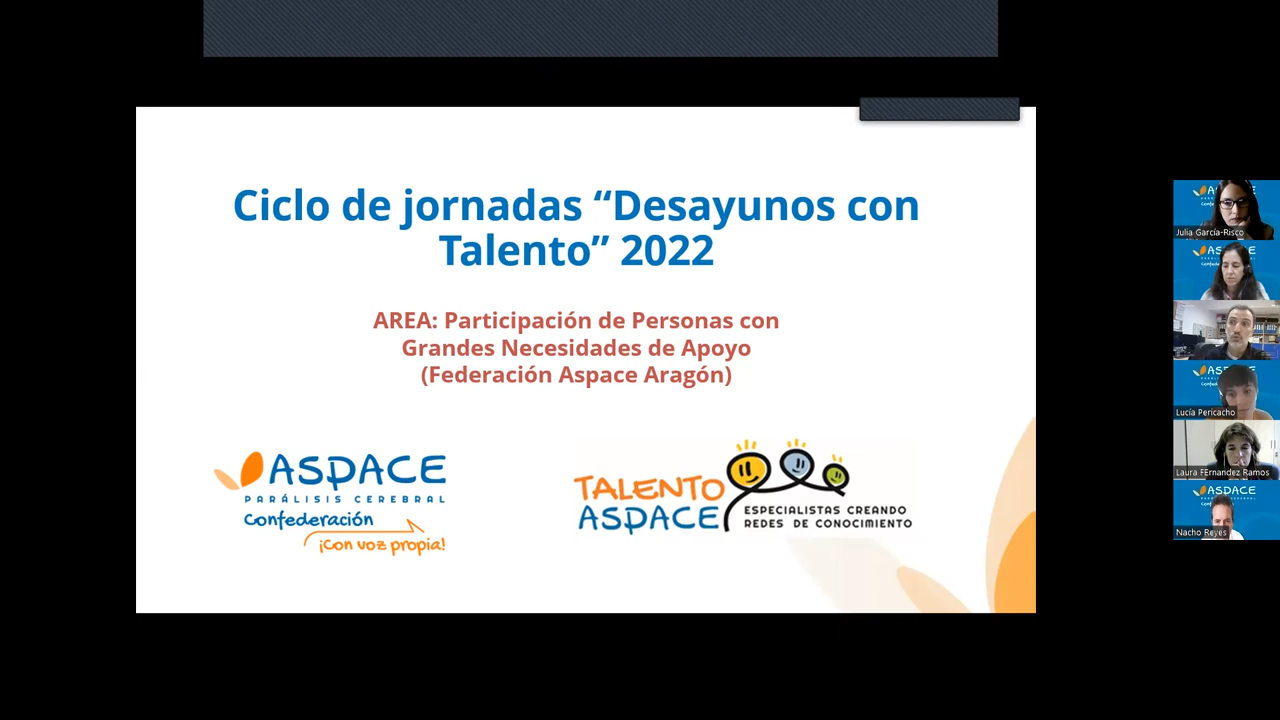 Ciclo de jornadas “Desayunos con
Talento” 2022
AREA: Participación de Personas con
Grandes Necesidades de Apoyo
(Federación Aspace Aragón)
ASPACE
PARÁLISIS CEREBRAL
Confederación
¡Con voz propia!
TALENTO
ASPACE
ESPECIALISTAS CREANDO
REDES DE CONOCIMIENTO
Julia García-Risco
Lucía Pericacho
Laura FErnandez Ramos
ASPACE
Nacho Reyes